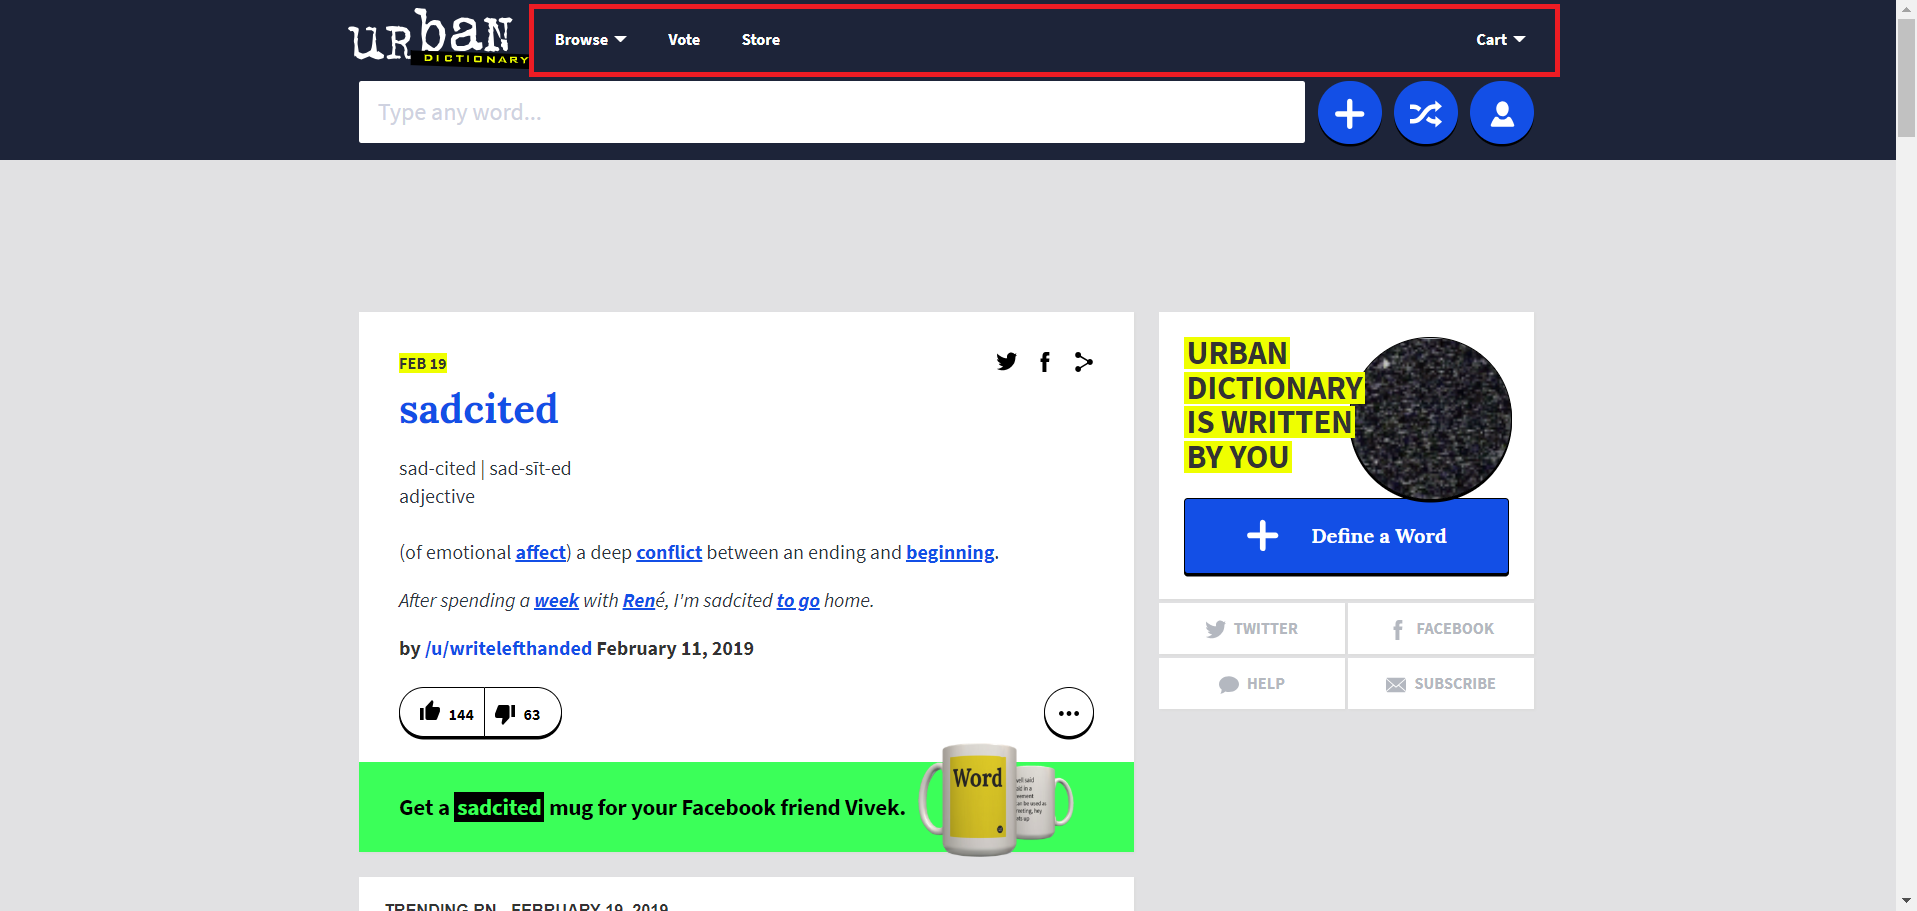 urban
DICTIONARY
Browse
Vote
Store
Cart
Type any word...
FEB 19
sadcited
sad-cited | sad-sīt-ed
adjective
(of emotional affect) a deep conflict between an ending and beginning.
After spending a week with René, I'm sadcited to go home.
by /u/writelefthanded February 11, 2019
144
63
Get a sadcited mug for your Facebook friend Vivek.
Word
URBAN
DICTIONARY
IS WRITTEN
BY YOU
Define a Word
TWITTER
FACEBOOK
HELP
SUBSCRIBE
TRENDING RN - FEBRUARY 19, 2019